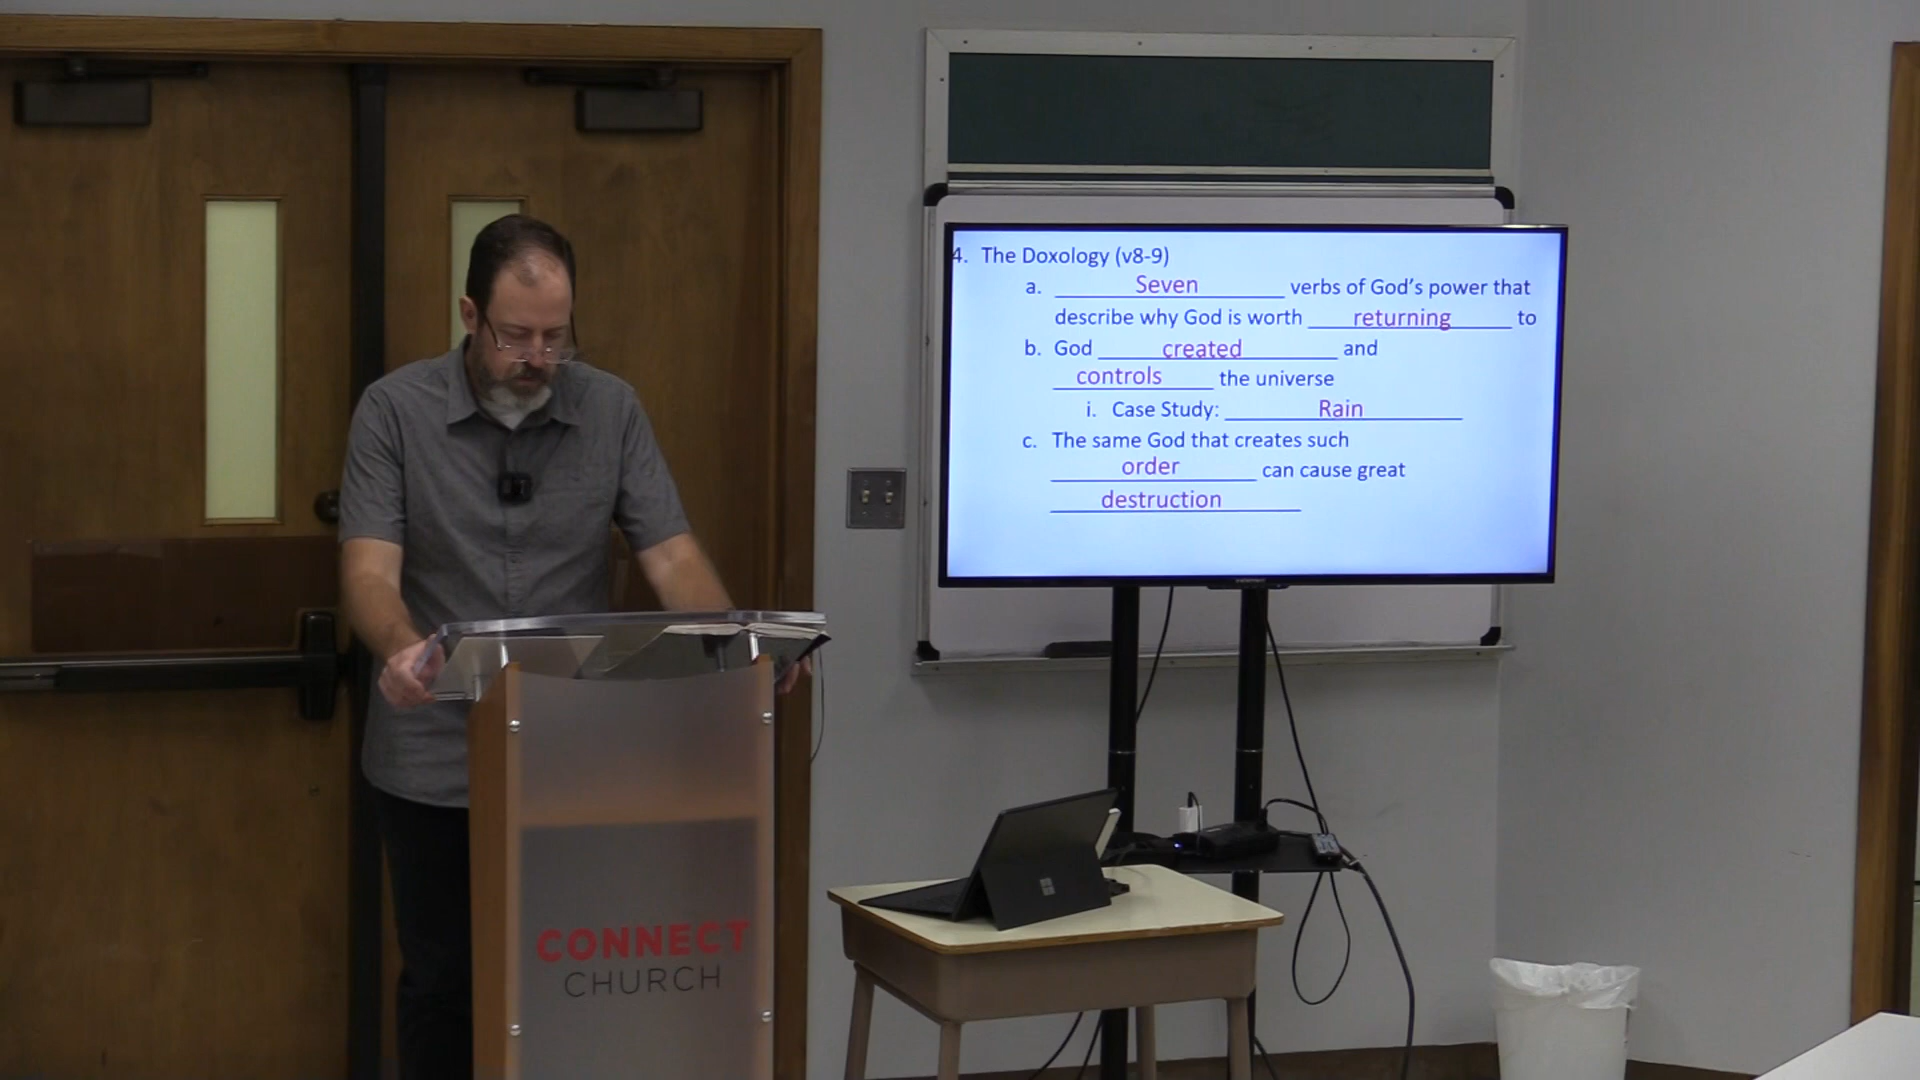 4. The Doxology (v8-9)
a. Seven verbs of God's power that
describe why God is worth returning to
b. God created and
controls the universe
i. Case Study: Rain
c. The same God that creates such
order can cause great
destruction
CONNECT
CHURCH